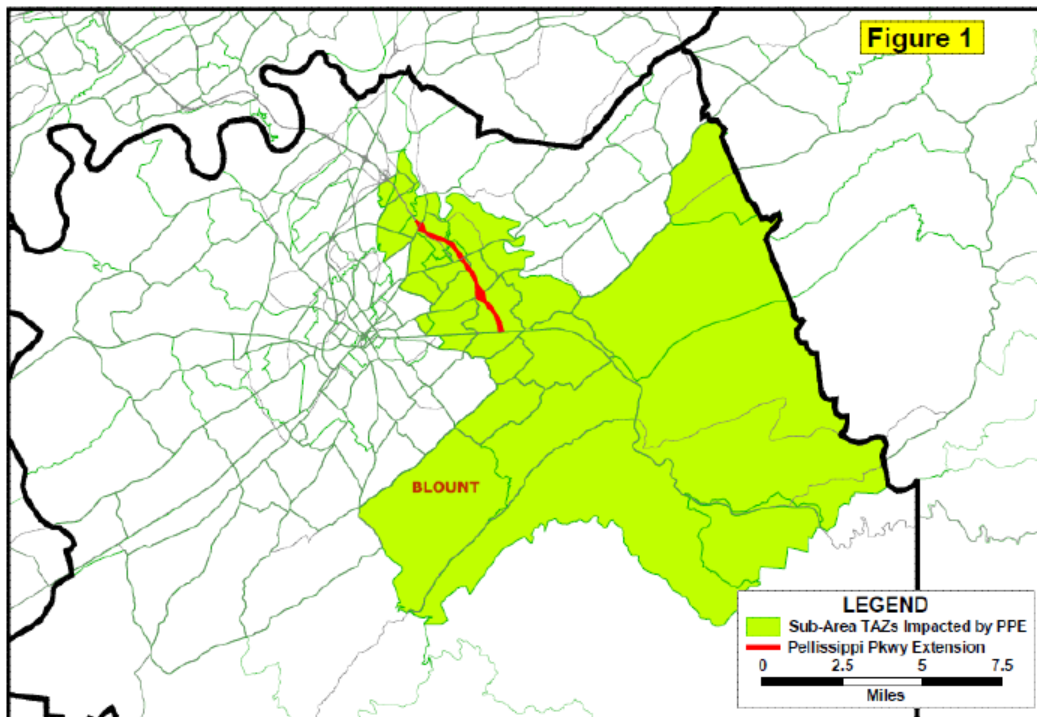 Figure 1
BLOUNT
LEGEND
Sub-Area TAZs Impacted by PPE
Pellissippi Pkwy Extension
0 2.5 5 7.5
Miles